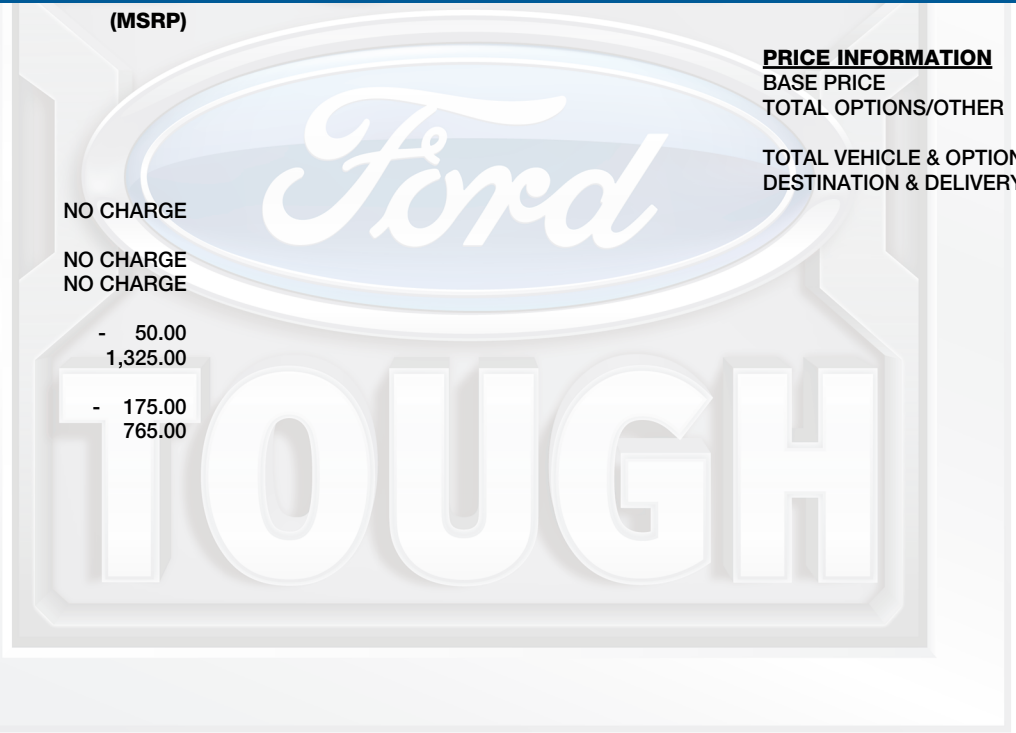 (MSRP)
NO CHARGE
NO CHARGE
NO CHARGE
- 50.00
1,325.00
- 175.00
765.00
PRICE INFORMATION
BASE PRICE
TOTAL OPTIONS/OTHER
TOTAL VEHICLE & OPTION
DESTINATION & DELIVERY
Ford
TOUGH